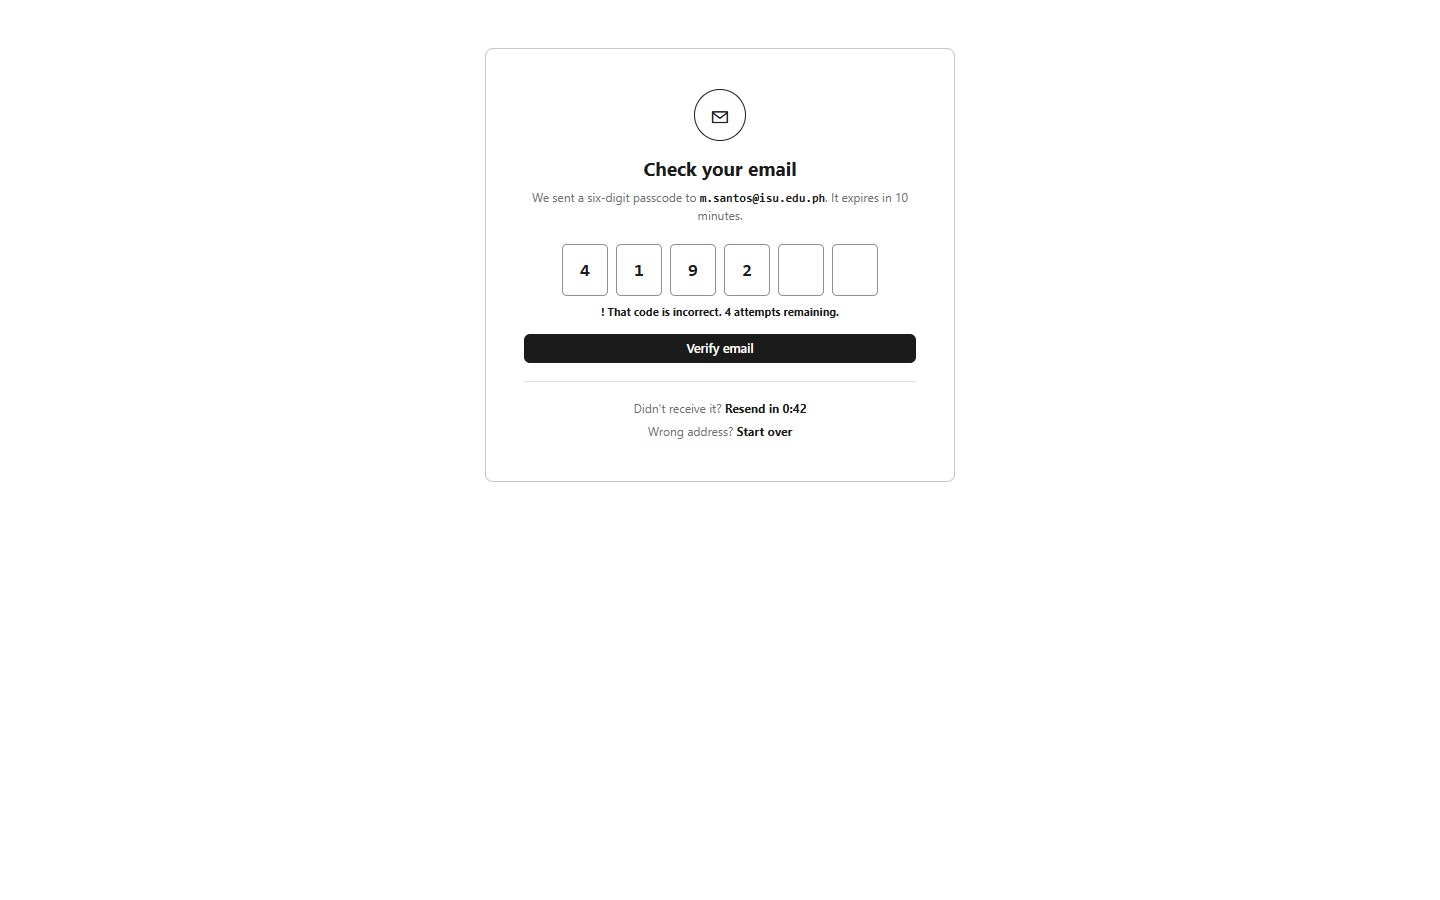 Check your email
We sent a six-digit passcode to m.santos@isu.edu.ph. It expires in 10
minutes.
4 1 9 2
! That code is incorrect. 4 attempts remaining.
Verify email
Didn't receive it? Resend in 0:42
Wrong address? Start over